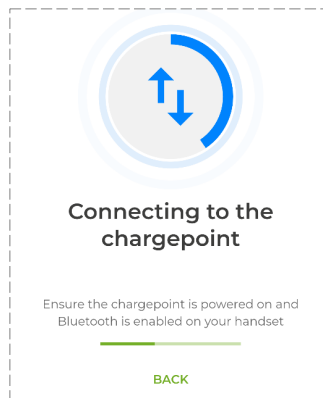 Connecting to the
chargepoint
Ensure the chargepoint is powered on and
Bluetooth is enabled on your handset
BACK